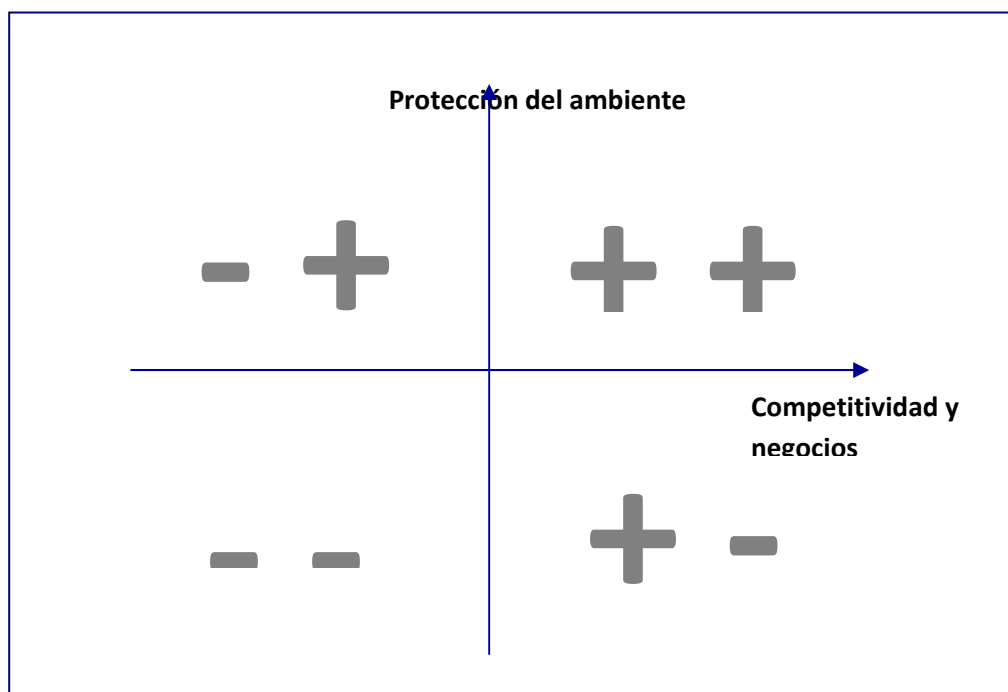 Protección del ambiente
- + + +
Competitividad y
negocios
- - + -